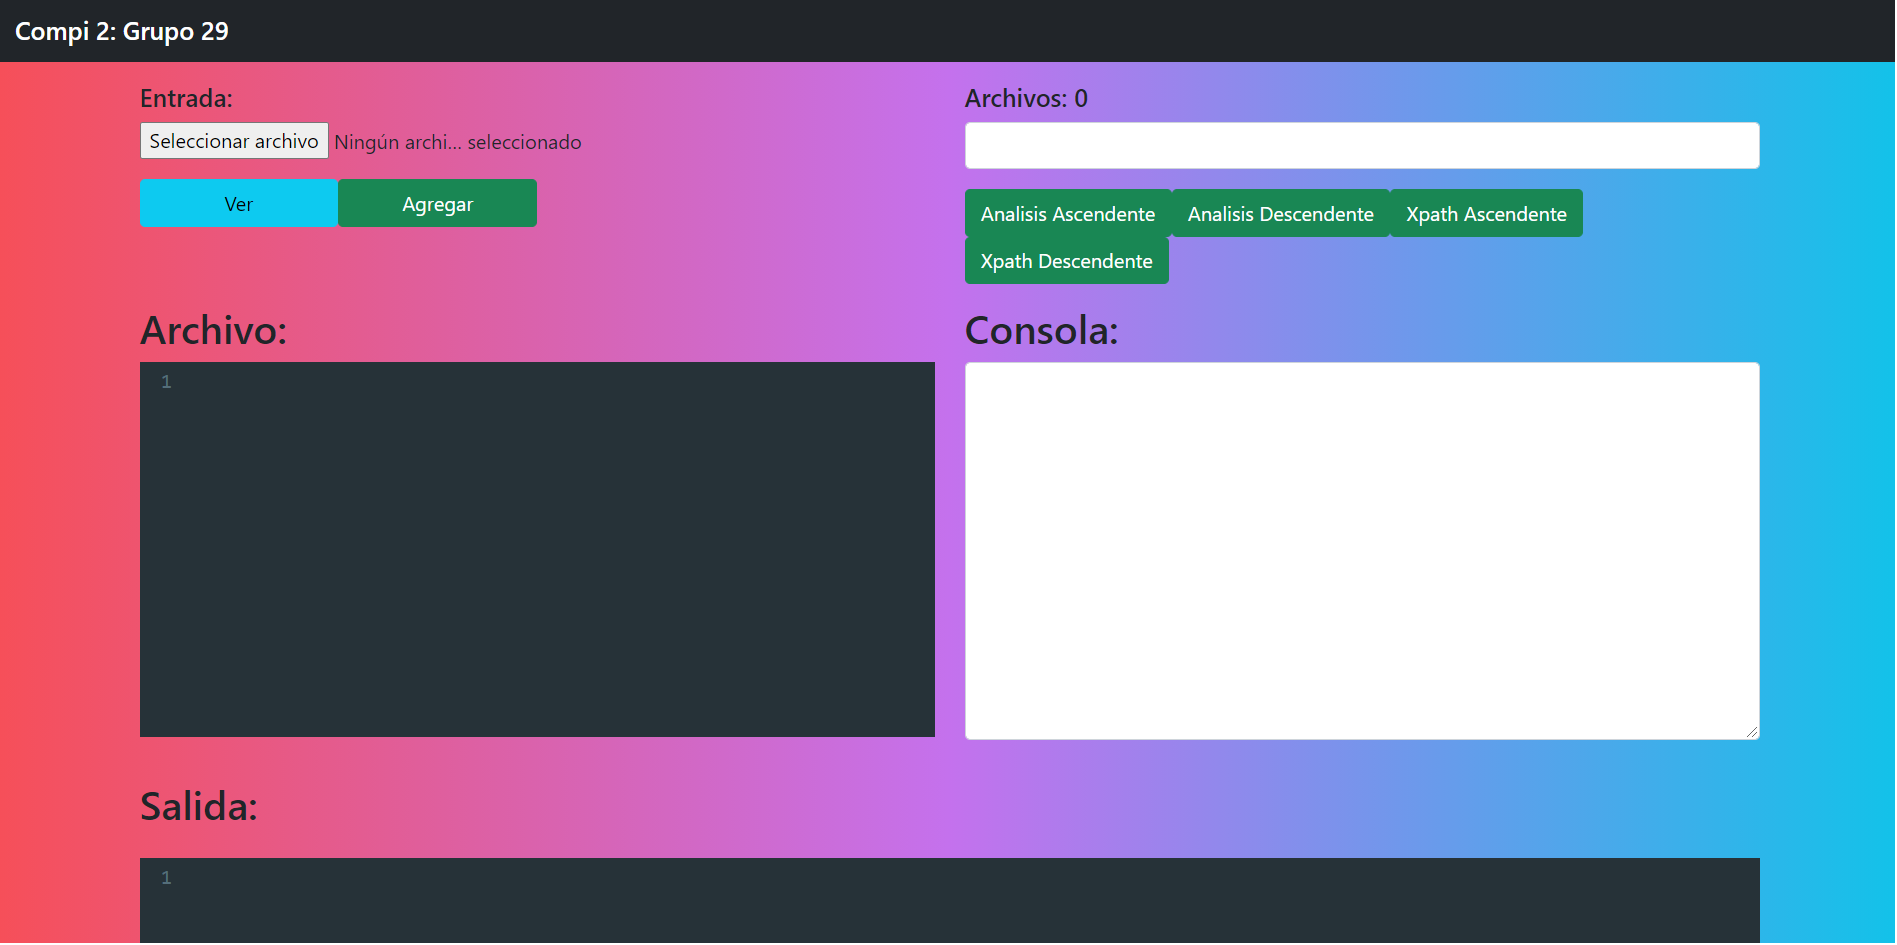 Compi 2: Grupo 29
Entrada:
Seleccionar archivo Ningún archi... seleccionado
Ver Agregar
Archivos: 0
Analisis Ascendente Analisis Descendente Xpath Ascendente
Xpath Descendente
Archivo:
1
Consola:
Salida:
1